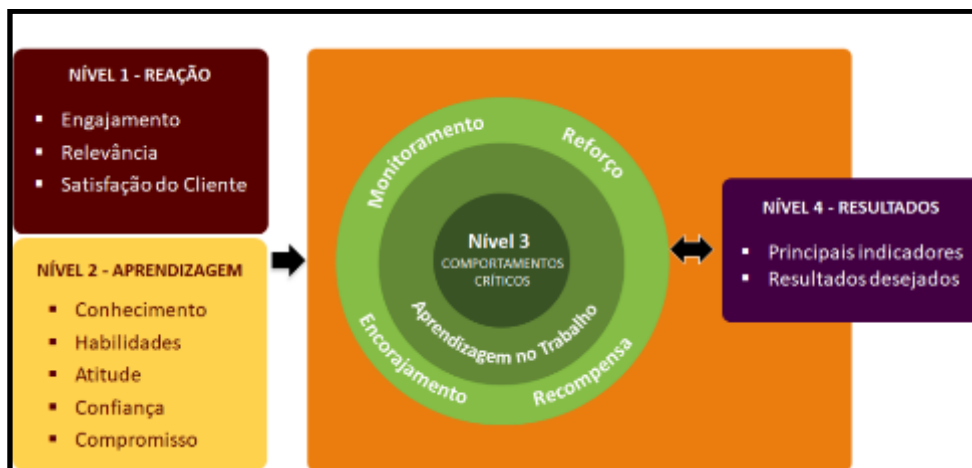 NÍVEL 1 - REAÇÃO
▪ Engajamento
▪ Relevância
▪ Satisfação do Cliente
NÍVEL 2 - APRENDIZAGEM
▪ Conhecimento
▪ Habilidades
▪ Atitude
▪ Confiança
▪ Compromisso
Monitoramento
Reforço
Nível 3
COMPORTAMENTOS
CRÍTICOS
Aprendizagem no Trabalho
Encorajamento
Recompensa
NÍVEL 4 - RESULTADOS
▪ Principais indicadores
▪ Resultados desejados